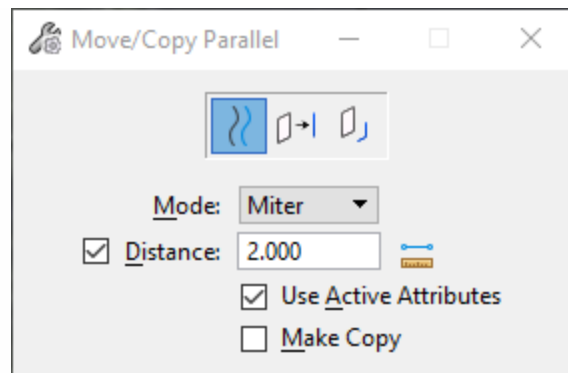 Move/Copy Parallel
Mode: Miter
Distance: 2.000
Use Active Attributes
Make Copy